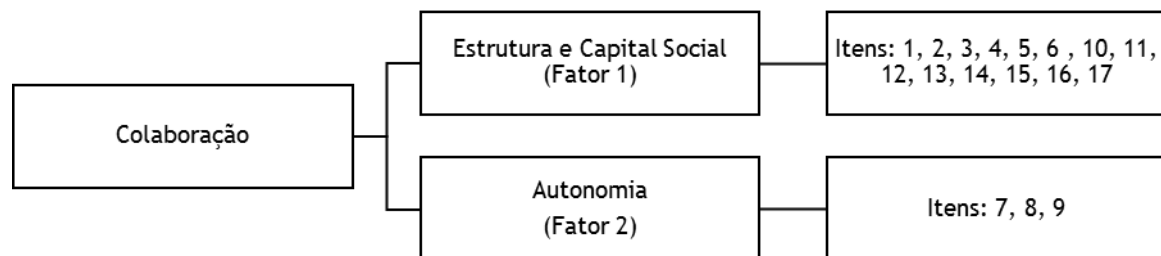 Colaboração
Estrutura e Capital Social
(Fator 1)
Itens: 1, 2, 3, 4, 5, 6 , 10, 11,
12, 13, 14, 15, 16, 17
Autonomia
(Fator 2)
Itens: 7, 8, 9